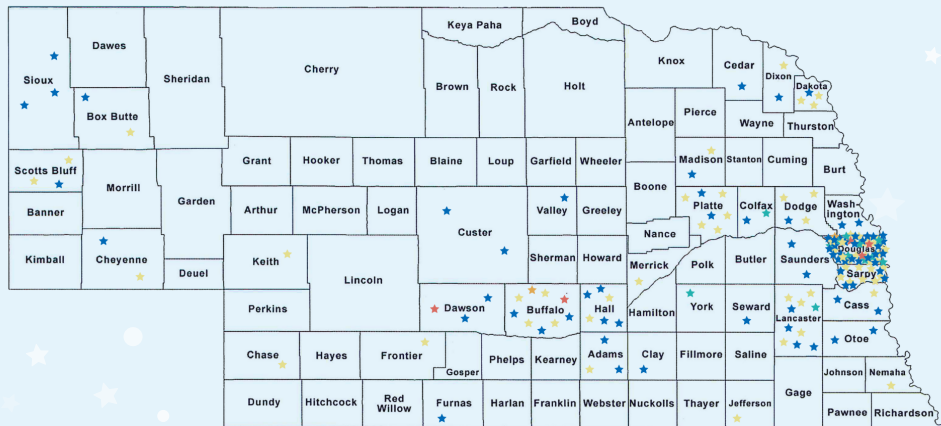 Keya Paha
Boyd
Dawes
Sioux
Sheridan
Cherry
Brown
Rock
Holt
Knox
Cedar
Dixon
Dakota
Box Butte
Antelope
Pierce
Wayne
Thurston
Scotts Bluff
Morrill
Grant
Hooker
Thomas
Blaine
Loup
Garfield
Wheeler
Madison
Stanton
Cuming
Burt
Banner
Garden
Arthur
McPherson
Logan
Custer
Valley
Greeley
Boone
Platte
Colfax
Dodge
Wash-
ington
Nance
Kimball
Cheyenne
Deuel
Keith
Lincoln
Sherman
Howard
Merrick
Polk
Butler
Saunders
Douglas
Sarpy
Perkins
Dawson
Buffalo
Hall
Hamilton
York
Seward
Lancaster
Cass
Otoe
Chase
Hayes
Frontier
Gosper
Phelps
Kearney
Adams
Clay
Fillmore
Saline
Johnson
Nemaha
Gage
Dundy
Hitchcock
Red
Willow
Furnas
Harlan
Franklin
Webster
Nuckolls
Thayer
Jefferson
Pawnee
Richardson